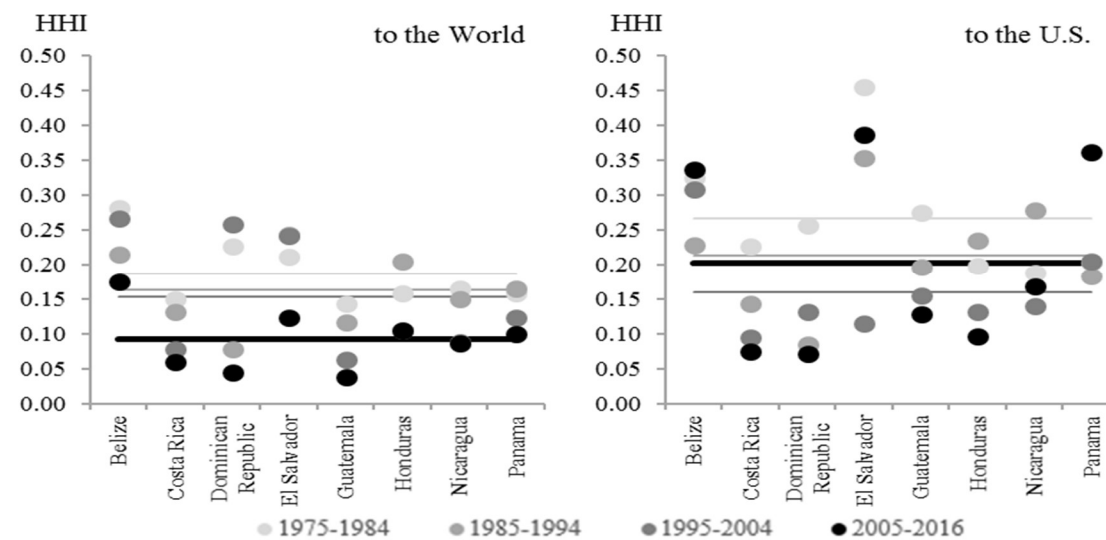 HHI
to the World
0.50
0.45
0.40
0.35
0.30
0.25
0.20
0.15
0.10
0.05
0.00
Belize
Costa Rica
Dominican
Republic
El Salvador
Guatemala
Honduras
Nicaragua
Panama
HHI
to the U.S.
0.50
0.45
0.40
0.35
0.30
0.25
0.20
0.15
0.10
0.05
0.00
Belize
Costa Rica
Dominican
Republic
El Salvador
Guatemala
Honduras
Nicaragua
Panama
1975-1984 1985-1994 1995-2004 2005-2016